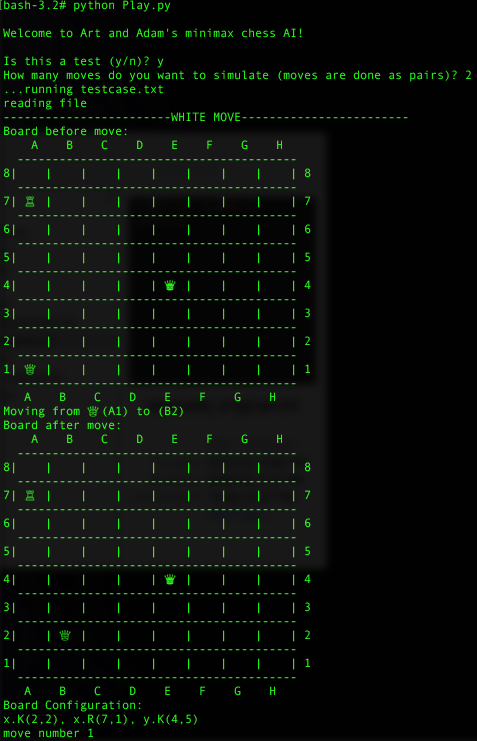 [bash-3.2# python Play.py
Welcome to Art and Adam's minimax chess AI!
Is this a test (y/n)? y
How many moves do you want to simulate (moves are done as pairs)? 2
...running testcase.txt
reading file
------------------------WHITE MOVE------------------------
Board before move:
A B C D E F G H
----------------------------------------
8| | | | | | | | | 8
----------------------------------------
7| ♖ | | | | | | | | 7
----------------------------------------
6| | | | | | | | | 6
----------------------------------------
5| | | | | | | | | 5
----------------------------------------
4| | | | | ♛ | | | | 4
----------------------------------------
3| | | | | | | | | 3
----------------------------------------
2| | | | | | | | | 2
----------------------------------------
1| ♕ | | | | | | | | 1
----------------------------------------
A B C D E F G H
Moving from ♕(A1) to (B2)
Board after move:
A B C D E F G H
----------------------------------------
8| | | | | | | | | 8
----------------------------------------
7| ♖ | | | | | | | | 7
----------------------------------------
6| | | | | | | | | 6
----------------------------------------
5| | | | | | | | | 5
----------------------------------------
4| | | | | ♛ | | | | 4
----------------------------------------
3| | | | | | | | | 3
----------------------------------------
2| | ♕ | | | | | | | 2
----------------------------------------
1| | | | | | | | | 1
----------------------------------------
A B C D E F G H
Board Configuration:
x.K(2,2), x.R(7,1), y.K(4,5)
move number 1